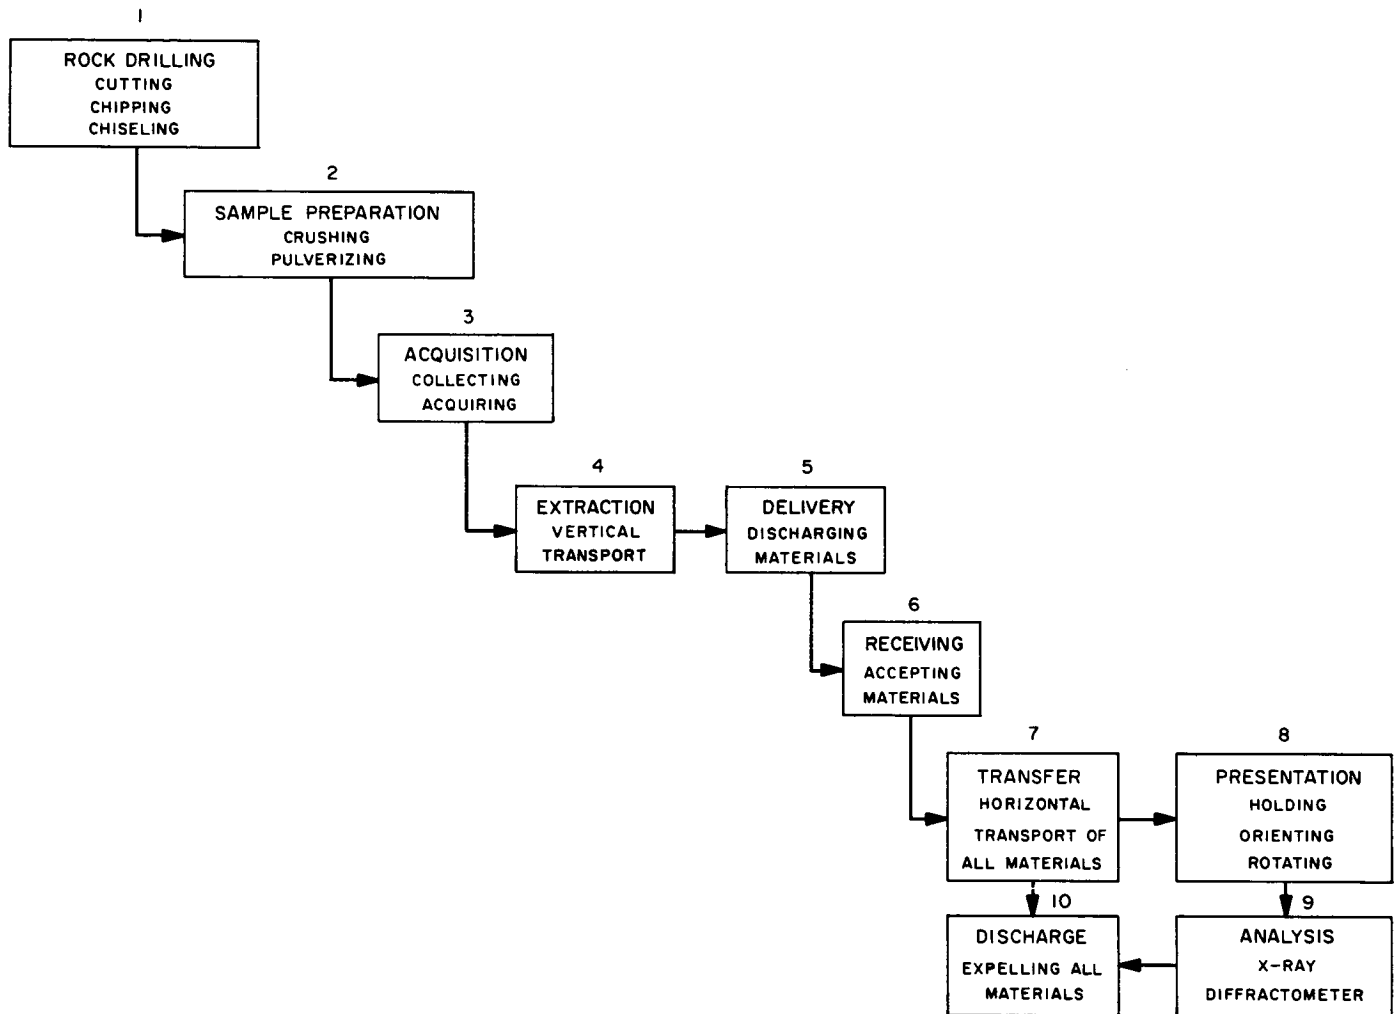 1
ROCK DRILLING
CUTTING
CHIPPING
CHISELING
2
SAMPLE PREPARATION
CRUSHING
PULVERIZING
3
ACQUISITION
COLLECTING
ACQUIRING
4
EXTRACTION
VERTICAL
TRANSPORT
5
DELIVERY
DISCHARGING
MATERIALS
6
RECEIVING
ACCEPTING
MATERIALS
7
TRANSFER
HORIZONTAL
TRANSPORT OF
ALL MATERIALS
8
PRESENTATION
HOLDING
ORIENTING
ROTATING
9
ANALYSIS
X-RAY
DIFFRACTOMETER
10
DISCHARGE
EXPELLING ALL
MATERIALS